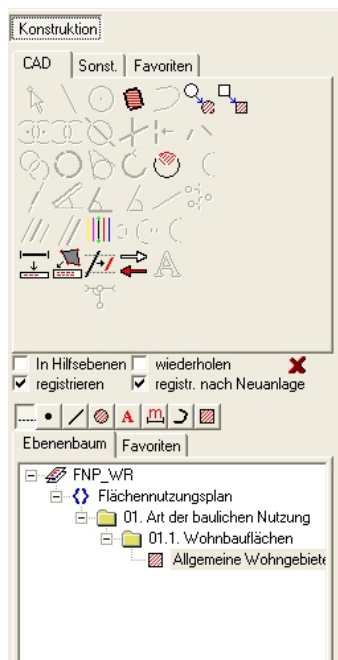 Konstruktion
CAD Sonst. Favoriten
In Hilfsebenen wiederholen
registrieren registr. nach Neuanlage
A m
Ebenenbaum Favoriten
FNP_WR
Flächennutzungsplan
01. Art der baulichen Nutzung
01.1. Wohnbauflächen
Allgemeine Wohngebiete